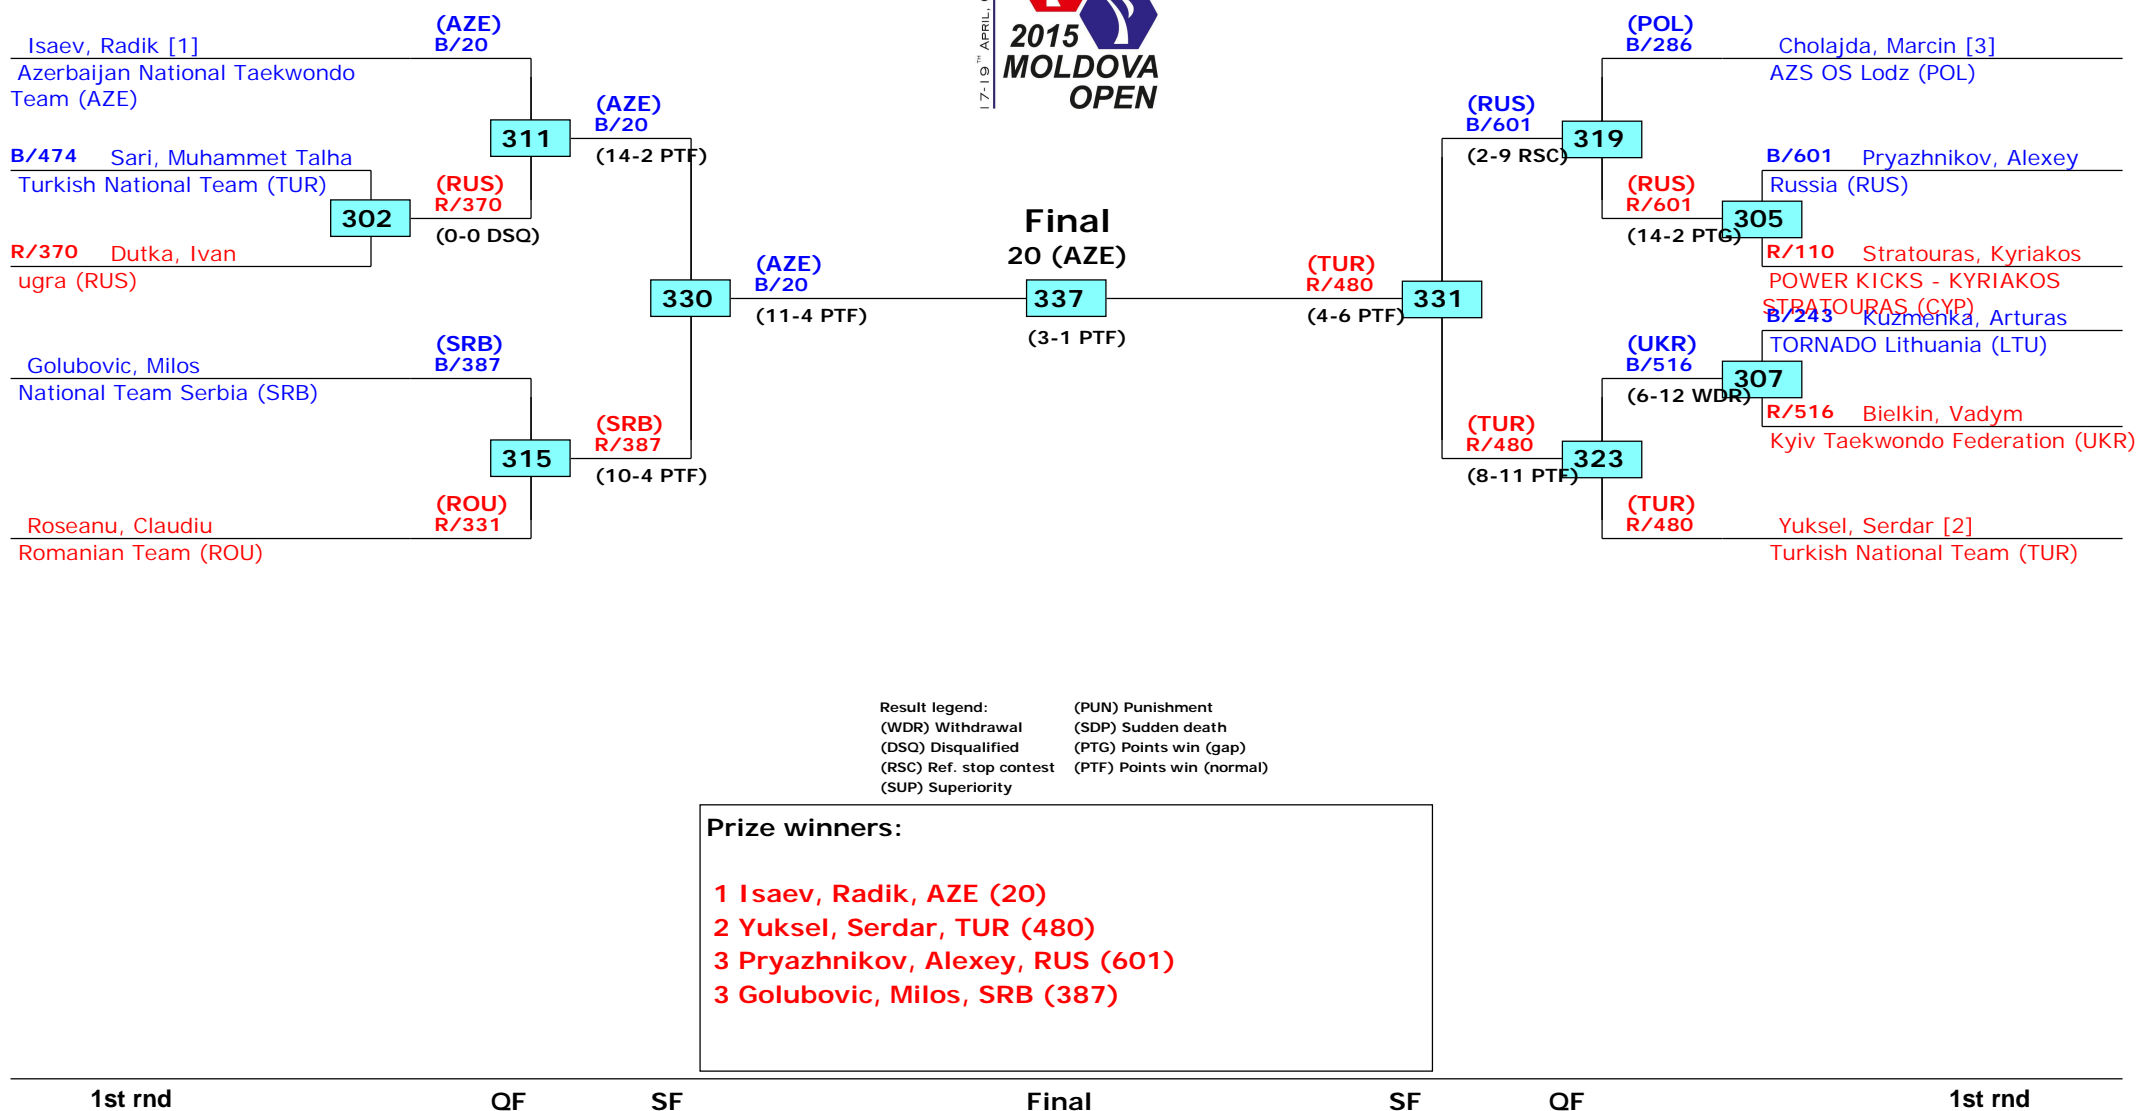 17-19™ APRIL,
2015
MOLDOVA
OPEN
Isaev, Radik [1]
Azerbaijan National Taekwondo
Team (AZE)
(AZE)
B/20
B/474 Sari, Muhammet Talha
Turkish National Team (TUR)
302
R/370 Dutka, Ivan
ugra (RUS)
(RUS)
R/370
(0-0 DSQ)
311
(AZE)
B/20
(14-2 PTF)
Golubovic, Milos
National Team Serbia (SRB)
(SRB)
B/387
315
(SRB)
R/387
(10-4 PTF)
Roseanu, Claudiu
Romanian Team (ROU)
(ROU)
R/331
330
(AZE)
B/20
(11-4 PTF)
Final
20 (AZE)
337
(3-1 PTF)
(TUR)
R/480
(4-6 PTF)
331
(RUS)
B/601
(2-9 RSC)
319
(POL)
B/286
Cholajda, Marcin [3]
AZS OS Lodz (POL)
(RUS)
R/601
(14-2 PTG)
305
B/601 Pryazhnikov, Alexey
Russia (RUS)
R/110 Stratouras, Kyriakos
POWER KICKS - KYRIAKOS
STRATOURAS (CYP)
B/243 Kuzmenka, Arturas
TORNADO Lithuania (LTU)
(UKR)
B/516
(6-12 WDR)
307
R/516 Bielkin, Vadym
Kyiv Taekwondo Federation (UKR)
(TUR)
R/480
(8-11 PTF)
323
(TUR)
R/480
Yuksel, Serdar [2]
Turkish National Team (TUR)
Result legend:
(WDR) Withdrawal
(DSQ) Disqualified
(RSC) Ref. stop contest
(SUP) Superiority
(PUN) Punishment
(SDP) Sudden death
(PTG) Points win (gap)
(PTF) Points win (normal)
Prize winners:
1 Isaev, Radik, AZE (20)
2 Yuksel, Serdar, TUR (480)
3 Pryazhnikov, Alexey, RUS (601)
3 Golubovic, Milos, SRB (387)
1st rnd QF SF Final SF QF 1st rnd